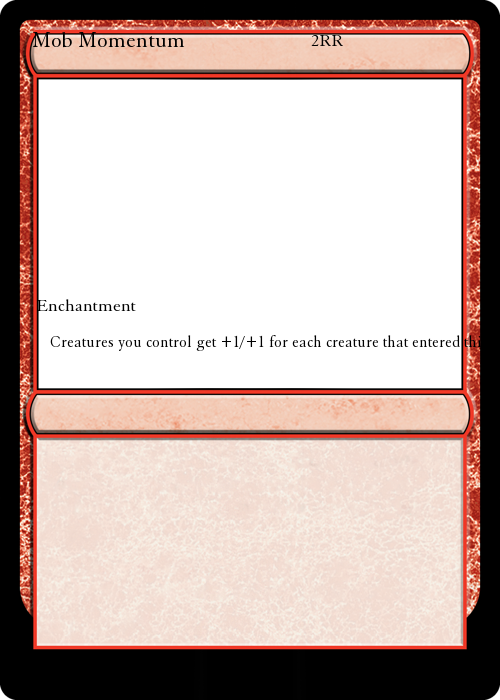 Mob Momentum 2RR
Enchantment
Creatures you control get +1/+1 for each creature that entered